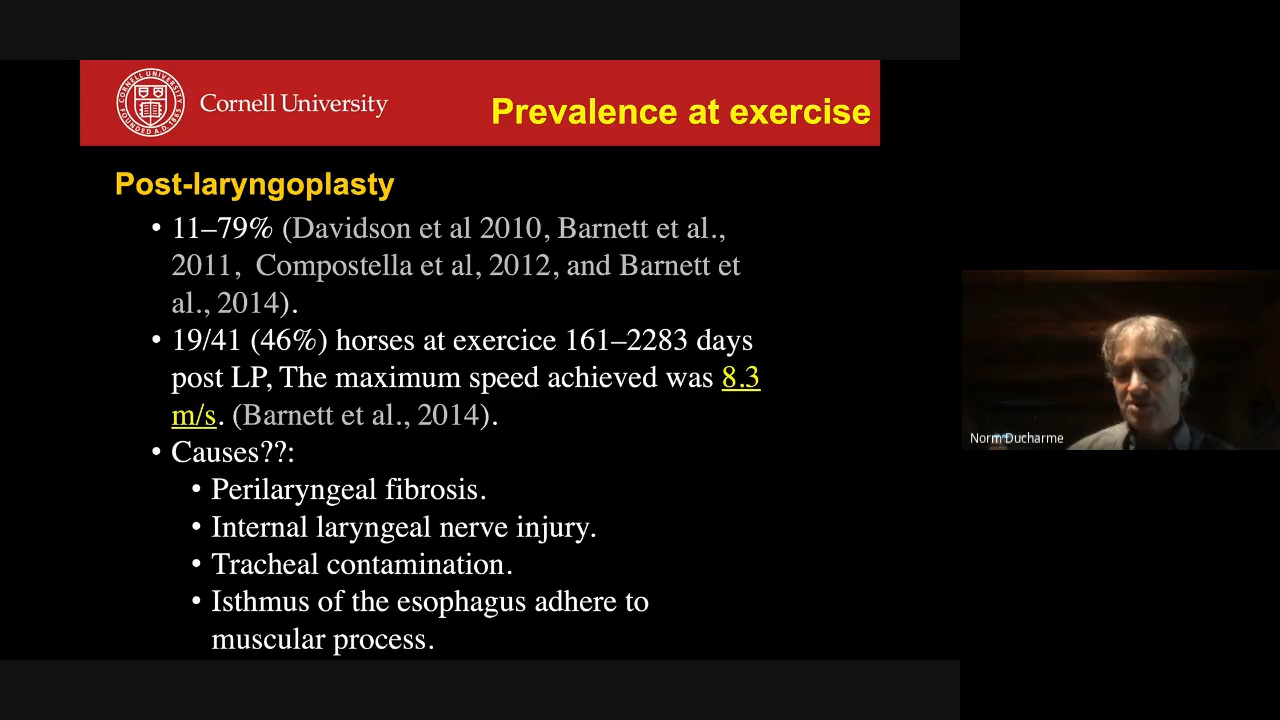 Cornell University
Prevalence at exercise
Post-laryngoplasty
• 11–79% (Davidson et al 2010, Barnett et al.,
2011, Compostella et al, 2012, and Barnett et
al., 2014).
• 19/41 (46%) horses at exercice 161–2283 days
post LP, The maximum speed achieved was 8.3
m/s. (Barnett et al., 2014).
• Causes??:
• Perilaryngeal fibrosis.
• Internal laryngeal nerve injury.
• Tracheal contamination.
• Isthmus of the esophagus adhere to
muscular process.
Norm Ducharme